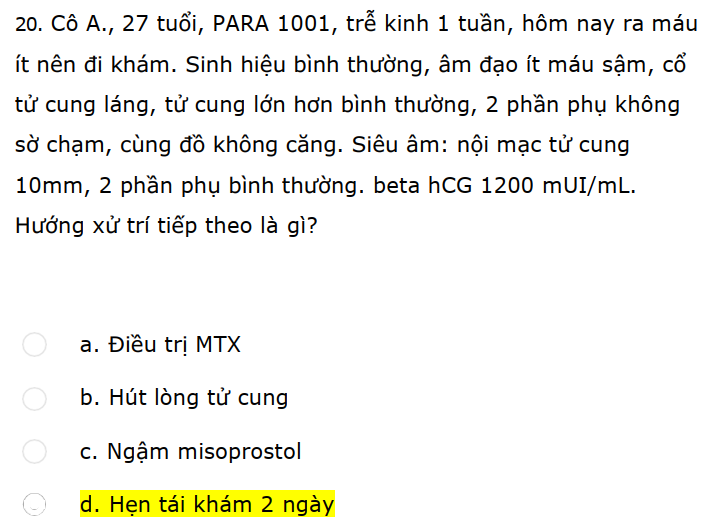 20. Cô A., 27 tuổi, PARA 1001, trễ kinh 1 tuần, hôm nay ra máu
ít nên đi khám. Sinh hiệu bình thường, âm đạo ít máu sậm, cổ
tử cung láng, tử cung lớn hơn bình thường, 2 phần phụ không
sờ chạm, cùng đồ không căng. Siêu âm: nội mạc tử cung
10mm, 2 phần phụ bình thường. beta hCG 1200 mUI/mL.
Hướng xử trí tiếp theo là gì?
a. Điều trị MTX
b. Hút lòng tử cung
c. Ngậm misoprostol
d. Hẹn tái khám 2 ngày